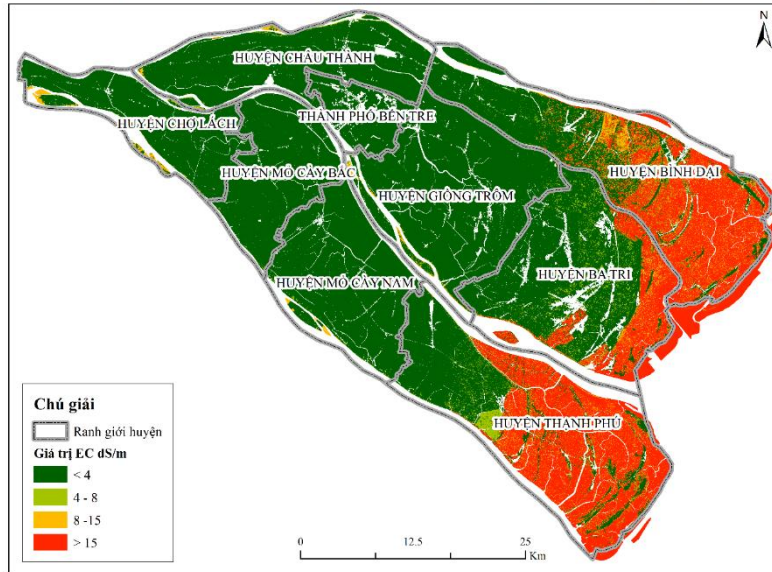 N
HUYỆN CHÂU THÀNH
HUYỆN CHỢ LÁCH
THÀNH PHỐ BẾN TRE
HUYỆN BÌNH ĐẠI
HUYỆN MỎ CÀY BẮC
HUYỆN GIỒNG TRÔM
HUYỆN BA TRI
HUYỆN MỎ CÀY NAM
HUYỆN THẠNH PHÚ
Chú giải
Ranh giới huyện
Giá trị EC dS/m
< 4
4 - 8
8 -15
> 15
0 12.5 25
Km